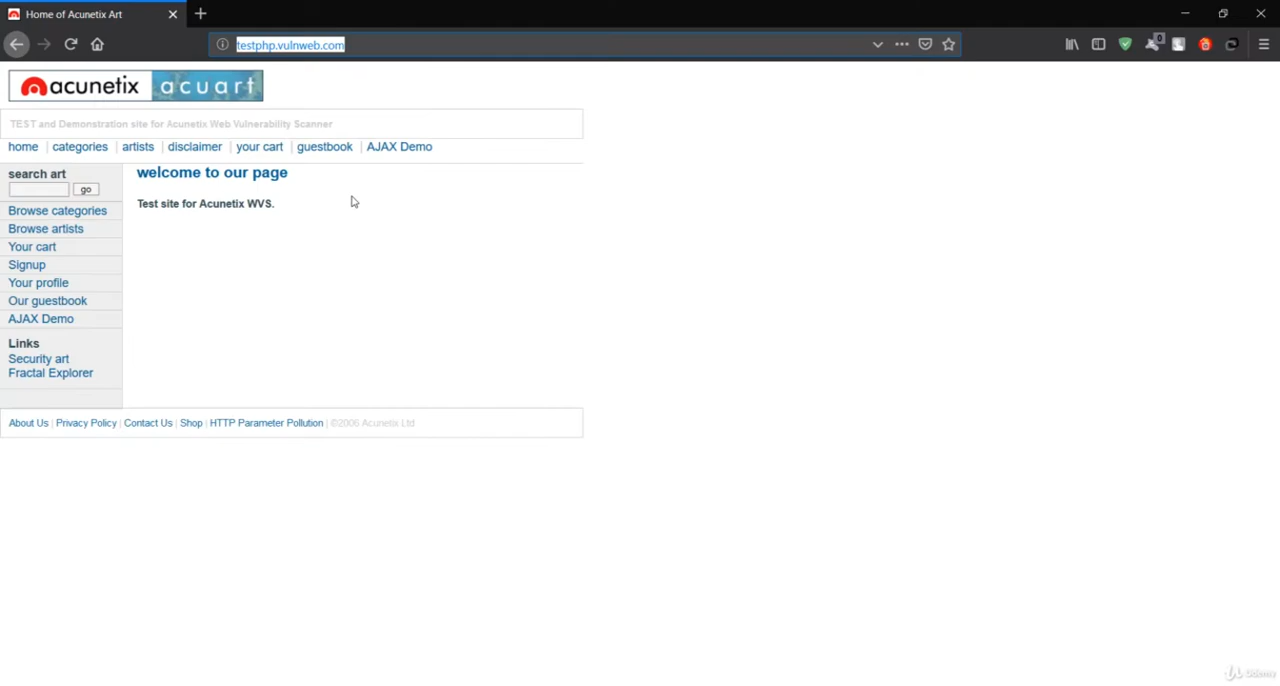 Home of Acunetix Art
testphp.vulnweb.com
0
acunetix acuart
TEST and Demonstration site for Acunetix Web Vulnerability Scanner
home | categories | artists | disclaimer | your cart | guestbook | AJAX Demo
search art
go
Browse categories
Browse artists
Your cart
Signup
Your profile
Our guestbook
AJAX Demo
Links
Security art
Fractal Explorer
welcome to our page
Test site for Acunetix WVS.
About Us | Privacy Policy | Contact Us | Shop | HTTP Parameter Pollution | ©2006 Acunetix Ltd
Udemy